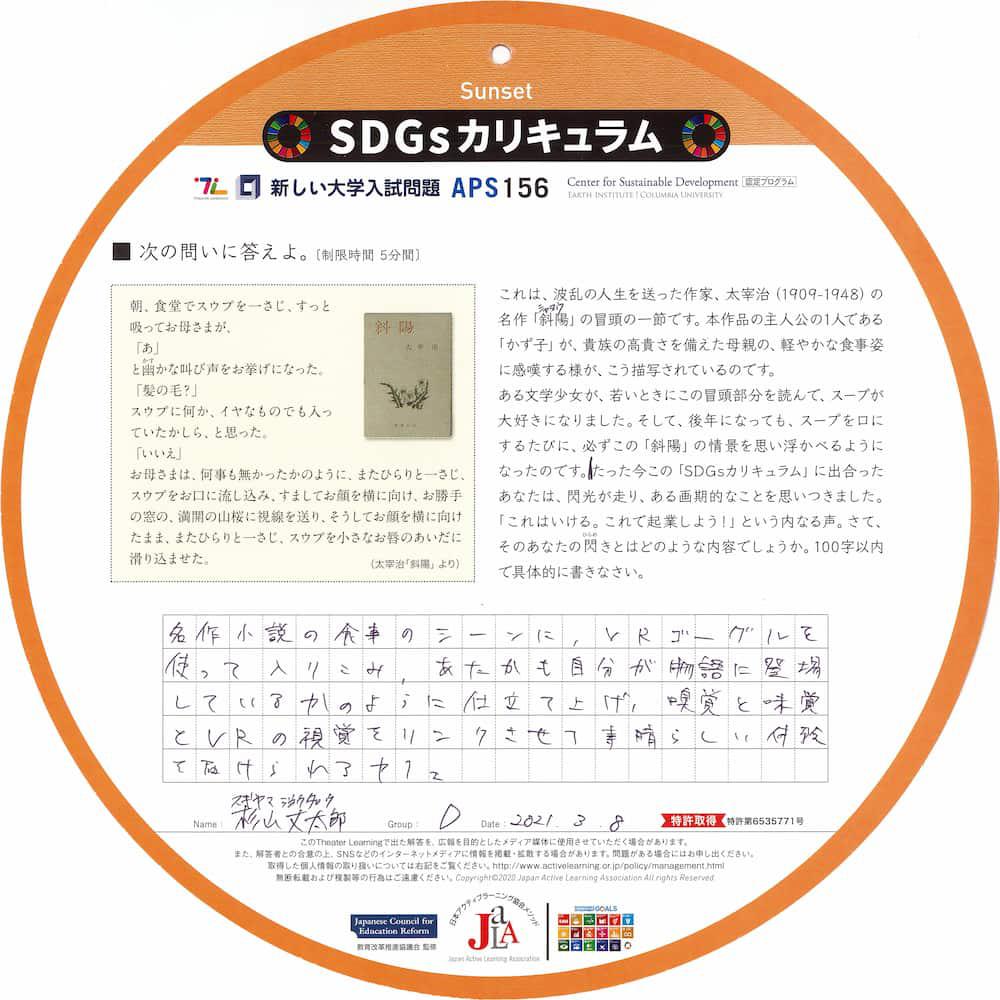 Sunset
SDGsカリキュラム
新しい大学入試問題 APS156 Center for Sustainable Development 認定プログラム
EARTH INSTITUTE | COLUMBIA UNIVERSITY
■ 次の問いに答えよ。〔制限時間 5分間〕
朝、食堂でスウプを一さじ、すっと
吸ってお母さまが、
「あ」
かす
と幽かな叫び声をお挙げになった。
「髪の毛?」
スウプに何か、イヤなものでも入っ
ていたかしら、と思った。
「いいえ」
お母さまは、何事も無かったかのように、またひらりと一さじ、
スウプをお口に流し込み、すましてお顔を横に向け、お勝手
の窓の、満開の山桜に視線を送り、そうしてお顔を横に向け
たまま、またひらりと一さじ、スウプを小さなお唇のあいだに
滑り込ませた。
(太宰治「斜陽」より)
斜陽
太宰治
これは、波乱の人生を送った作家、太宰治(1909-1948)の
シャヨウ
名作「斜陽」の冒頭の一節です。本作品の主人公の1人である
「かず子」が、貴族の高貴さを備えた母親の、軽やかな食事姿
に感嘆する様が、こう描写されているのです。
ある文学少女が、若いときにこの冒頭部分を読んで、スープが
大好きになりました。そして、後年になっても、スープを口に
するたびに、必ずこの「斜陽」の情景を思い浮かべるように
なったのです。たった今この「SDGsカリキュラム」に出合った
あなたは、閃光が走り、ある画期的なことを思いつきました。
「これはいける。これで起業しよう!」という内なる声。さて、
ひらめ
そのあなたの閃きとはどのような内容でしょうか。100字以内
で具体的に書きなさい。
名作小説の食事のシーンに,VRゴーグルを
使って入りこみ,あたかも自分が物語に登場
しているかのように仕立て上げ,嗅覚と味覚
とVRの視覚をリンクさせて素晴らしい体験
スギヤマ ジョウタロウ
Name: 杉山丈太郎 Group: D Date: 2021. 3. 8 特許取得 特許第6535771号
このTheater Learningで出た解答を、広報を目的としたメディア媒体に使用させていただく場合があります。
また、解答者との合意の上、SNSなどのインターネットメディアに情報を掲載・拡散する場合があります。問題がある場合にはお申し出ください。
取得した個人情報の取り扱いについては右記をご覧ください。http://www.activelearning.or.jp/policy/management.html
無断転載および複製等の行為はご遠慮ください。Copyright©2020 Japan Active Learning Association All Rights Reserved.
Japanese Council for
Education Reform
教育改革推進協議会 監修
日本アクティブラーニング協会メソッド
JaLA
Japan Active Learning Association
GOALS